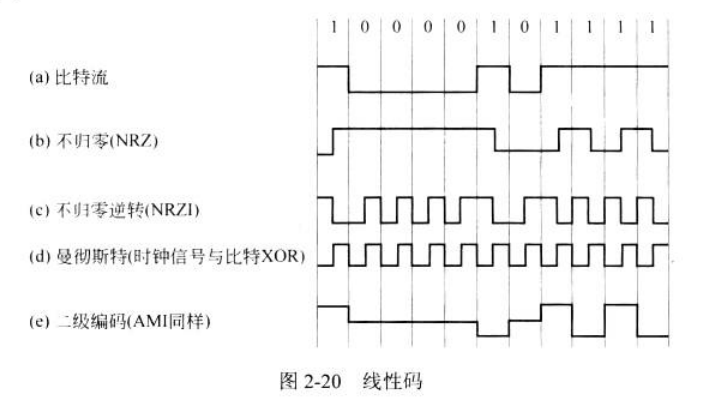 1 0 0 0 0 1 0 1 1 1 1
(a) 比特流
(b) 不归零(NRZ)
(c) 不归零逆转(NRZI)
(d) 曼彻斯特(时钟信号与比特XOR)
(e) 二级编码(AMI同样)
图 2-20 线性码